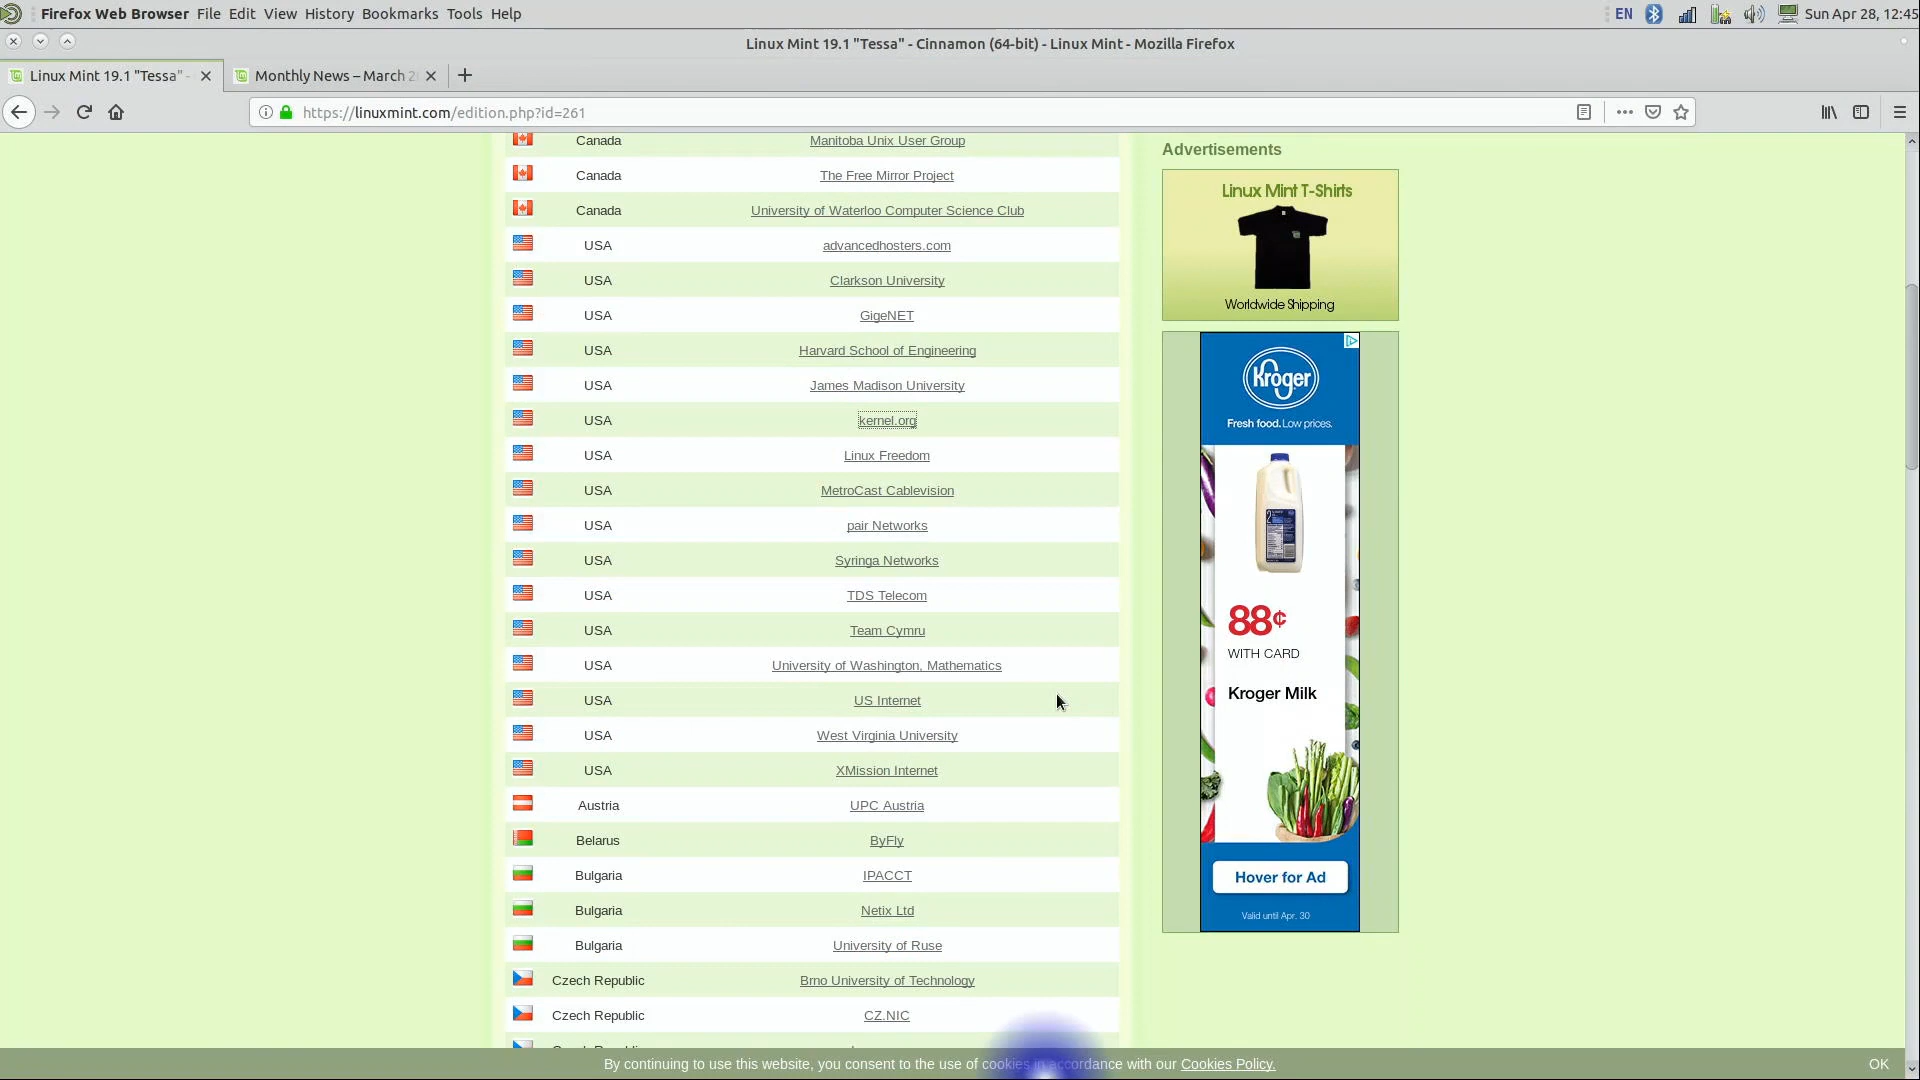 Firefox Web Browser File Edit View History Bookmarks Tools Help EN Sun Apr 28, 12:45
Linux Mint 19.1 "Tessa" - Cinnamon (64-bit) - Linux Mint - Mozilla Firefox
Linux Mint 19.1 "Tessa" - Monthly News – March 2
https://linuxmint.com/edition.php?id=261
Canada Manitoba Unix User Group
Canada The Free Mirror Project
Canada University of Waterloo Computer Science Club
USA advancedhosters.com
USA Clarkson University
USA GigeNET
USA Harvard School of Engineering
USA James Madison University
USA kernel.org
USA Linux Freedom
USA MetroCast Cablevision
USA pair Networks
USA Syringa Networks
USA TDS Telecom
USA Team Cymru
USA University of Washington, Mathematics
USA US Internet
USA West Virginia University
USA XMission Internet
Austria UPC Austria
Belarus ByFly
Bulgaria IPACCT
Bulgaria Netix Ltd
Bulgaria University of Ruse
Czech Republic Brno University of Technology
Czech Republic CZ.NIC
Advertisements
Linux Mint T-Shirts
Worldwide Shipping
Kroger
Fresh food. Low prices.
88¢
WITH CARD
Kroger Milk
Hover for Ad
Valid until Apr. 30
By continuing to use this website, you consent to the use of cookies in accordance with our Cookies Policy. OK